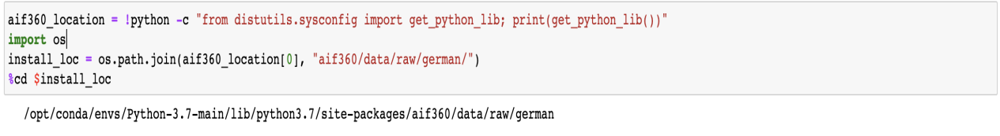 aif360_location = !python -c "from distutils.sysconfig import get_python_lib; print(get_python_lib())"
import os
install_loc = os.path.join(aif360_location[0], "aif360/data/raw/german/")
%cd $install_loc
/opt/conda/envs/Python-3.7-main/lib/python3.7/site-packages/aif360/data/raw/german